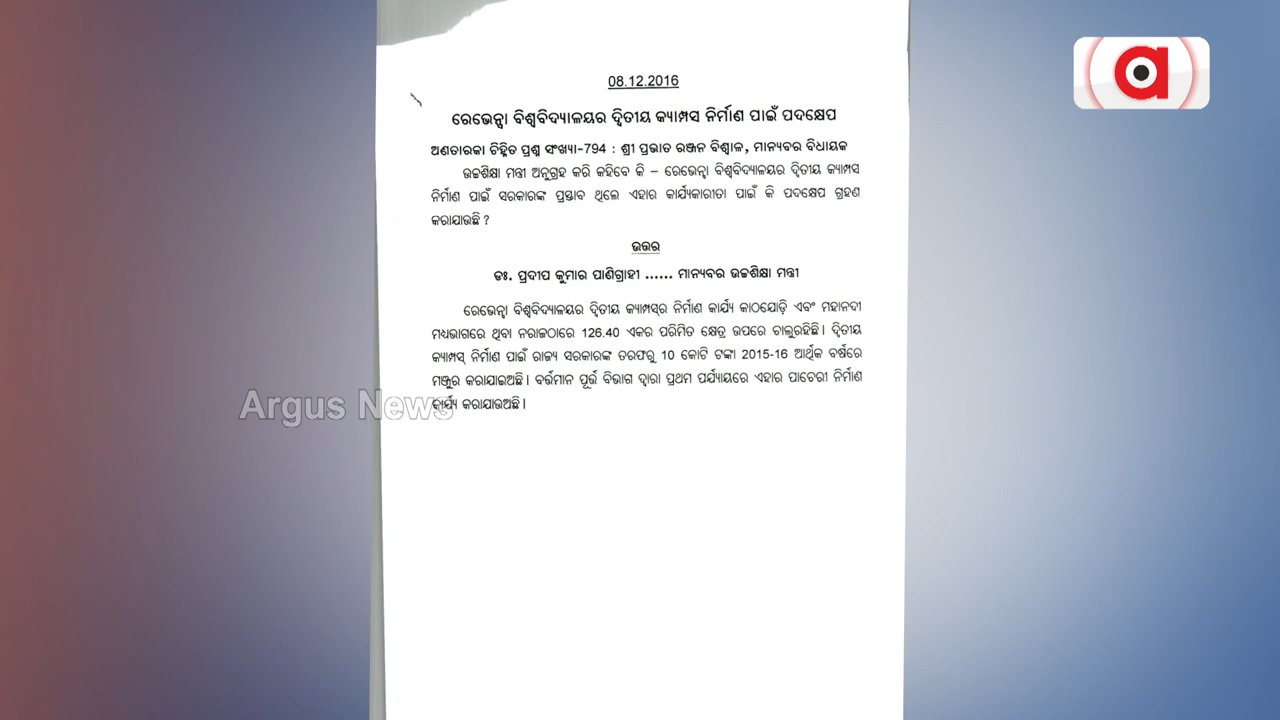 08.12.2016
ରେଭେନ୍ସା ବିଶ୍ୱବିଦ୍ୟାଳୟର ଦ୍ୱିତୀୟ କ୍ୟାମ୍ପସ ନିର୍ମାଣ ପାଇଁ ପଦକ୍ଷେପ
ଅଣତାରକା ଚିହ୍ନିତ ପ୍ରଶ୍ନ ସଂଖ୍ୟା-794 : ଶ୍ରୀ ପ୍ରଭାତ ରଞ୍ଜନ ବିଶ୍ୱାଳ, ମାନ୍ୟବର ବିଧାୟକ
ଉଚ୍ଚଶିକ୍ଷା ମନ୍ତ୍ରୀ ଅନୁଗ୍ରହ କରି କହିବେ କି – ରେଭେନ୍ସା ବିଶ୍ୱବିଦ୍ୟାଳୟର ଦ୍ୱିତୀୟ କ୍ୟାମ୍ପସ
ନିର୍ମାଣ ପାଇଁ ସରକାରଙ୍କ ପ୍ରସ୍ତାବ ଥିଲେ ଏହାର କାର୍ଯ୍ୟକାରୀତା ପାଇଁ କି ପଦକ୍ଷେପ ଗ୍ରହଣ
କରାଯାଉଛି ?
ଉତ୍ତର
ଡଃ. ପ୍ରଦୀପ କୁମାର ପାଣିଗ୍ରାହୀ ...... ମାନ୍ୟବର ଉଚ୍ଚଶିକ୍ଷା ମନ୍ତ୍ରୀ
ରେଭେନ୍ସା ବିଶ୍ୱବିଦ୍ୟାଳୟର ଦ୍ୱିତୀୟ କ୍ୟାମ୍ପସ୍‌ର ନିର୍ମାଣ କାର୍ଯ୍ୟ କାଠଯୋଡ଼ି ଏବଂ ମହାନଦୀ
ମଧ୍ୟଭାଗରେ ଥିବା ନରାଜଠାରେ 126.40 ଏକର ପରିମିତ କ୍ଷେତ୍ର ଉପରେ ଚାଲୁରହିଛି । ଦ୍ୱିତୀୟ
କ୍ୟାମ୍ପସ୍ ନିର୍ମାଣ ପାଇଁ ରାଜ୍ୟ ସରକାରଙ୍କ ତରଫରୁ 10 କୋଟି ଟଙ୍କା 2015-16 ଆର୍ଥିକ ବର୍ଷରେ
ମଞ୍ଜୁର କରାଯାଇଅଛି । ବର୍ତ୍ତମାନ ପୂର୍ତ୍ତ ବିଭାଗ ଦ୍ୱାରା ପ୍ରଥମ ପର୍ଯ୍ୟାୟରେ ଏହାର ପାଚେରୀ ନିର୍ମାଣ
କାର୍ଯ୍ୟ କରାଯାଉଅଛି ।
Argus News
a